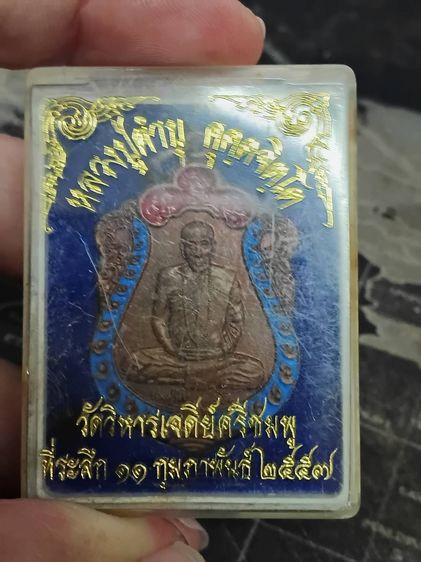 หลวงปู่คำบุ คุตฺตจิตฺโต
วัดวิหารเจดีย์ศรีชมพู
ที่ระลึก ๑๑ กุมภาพันธ์ ๒๕๕๗